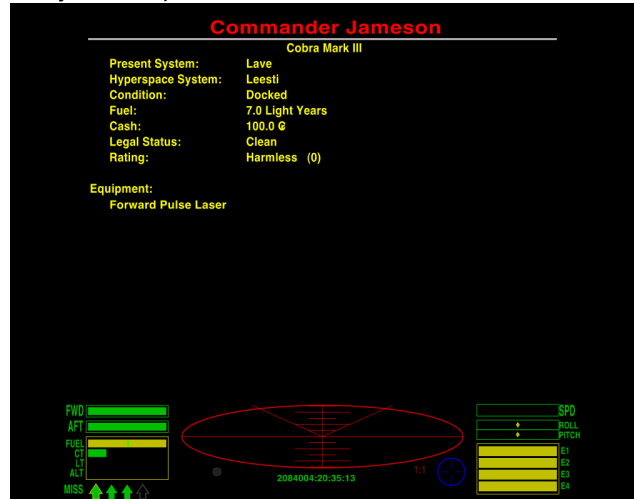 Commander Jameson
Cobra Mark III
Present System: Lave
Hyperspace System: Leesti
Condition: Docked
Fuel: 7.0 Light Years
Cash: 100.0 ₢
Legal Status: Clean
Rating: Harmless (0)
Equipment:
Forward Pulse Laser
FWD
AFT
FUEL
CT
LT
ALT
MISS
2084004:20:35:13
1:1
SPD
ROLL
PITCH
E1
E2
E3
E4